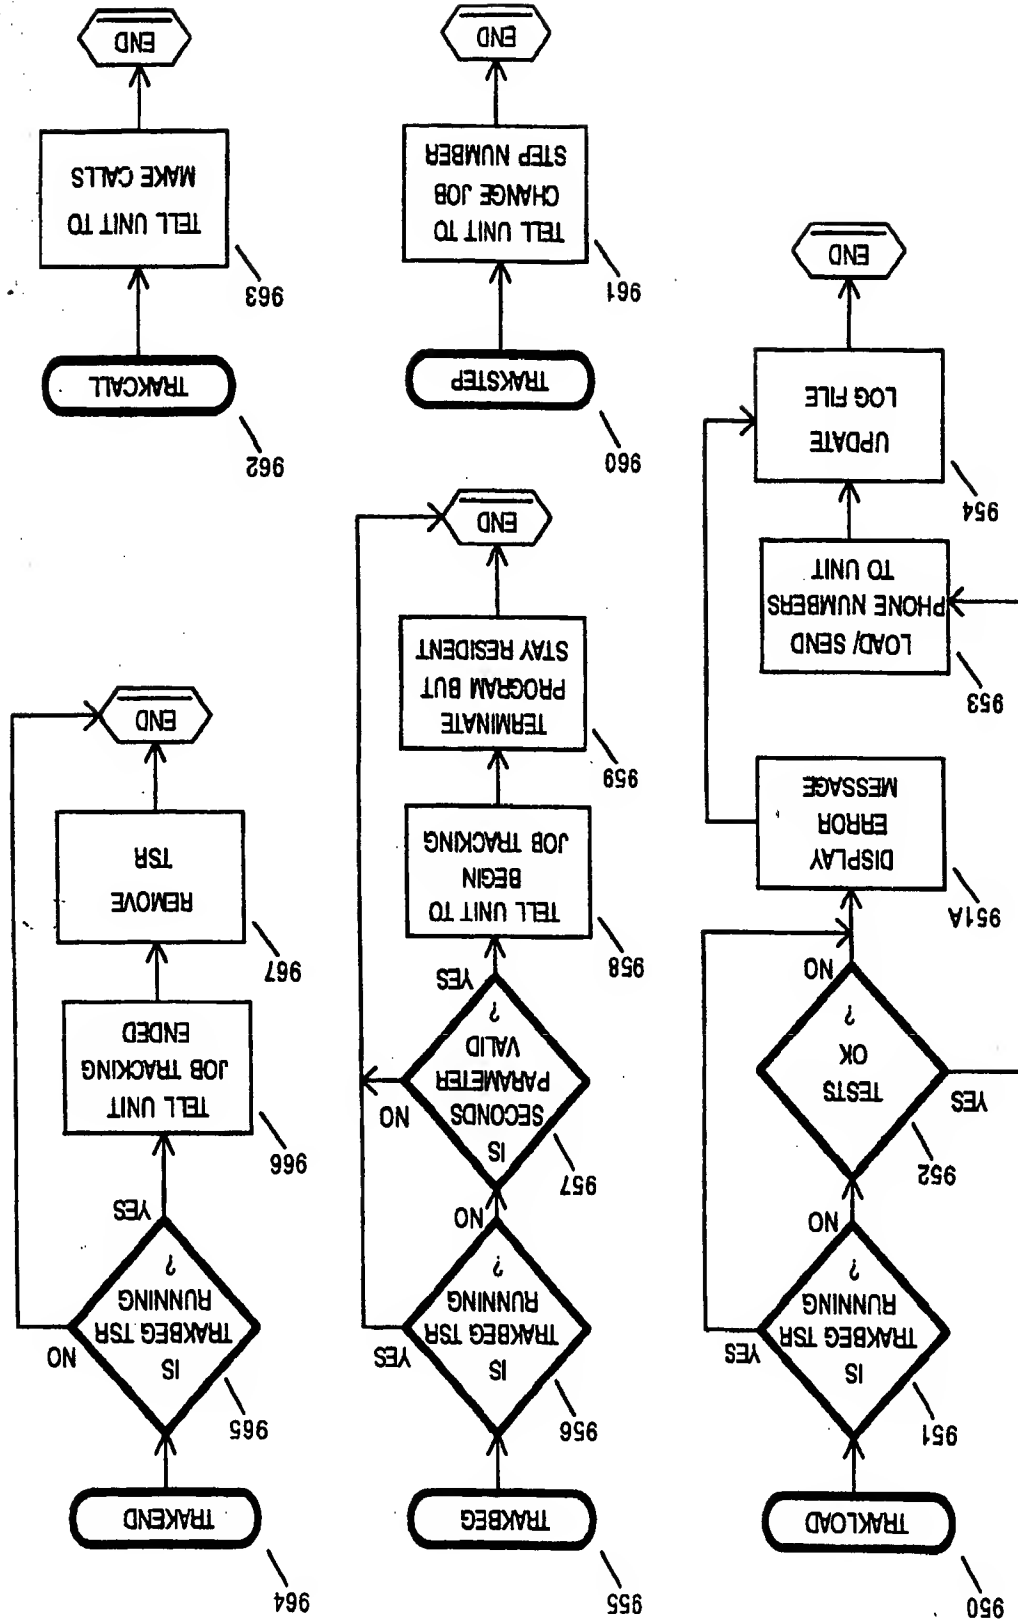 950
TRAKLOAD
951
IS
TRAKBEG TSR
RUNNING
?
YES
NO
952
TESTS
OK
?
YES
NO
951A
DISPLAY
ERROR
MESSAGE
953
LOAD/ SEND
PHONE NUMBERS
TO UNIT
954
UPDATE
LOG FILE
END
955
TRAKBEG
956
IS
TRAKBEG TSR
RUNNING
?
YES
NO
957
IS
SECONDS
PARAMETER
VALID
?
NO
YES
958
TELL UNIT TO
BEGIN
JOB TRACKING
959
TERMINATE
PROGRAM BUT
STAY RESIDENT
END
960
TRAKSTEP
961
TELL UNIT TO
CHANGE JOB
STEP NUMBER
END
964
TRAKEND
965
IS
TRAKBEG TSR
RUNNING
?
NO
YES
966
TELL UNIT
JOB TRACKING
ENDED
967
REMOVE
TSR
END
962
TRAKCALL
963
TELL UNIT TO
MAKE CALLS
END